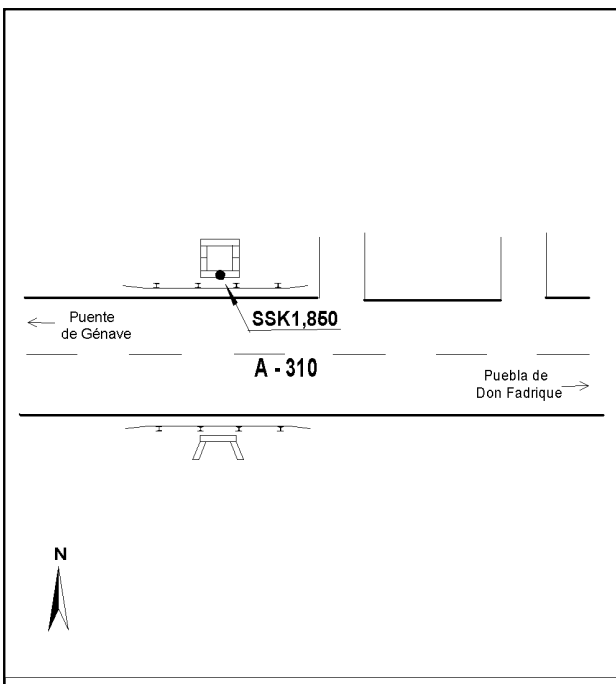 SSK1,850
Puente
de Génave
A - 310
Puebla de
Don Fadrique
N